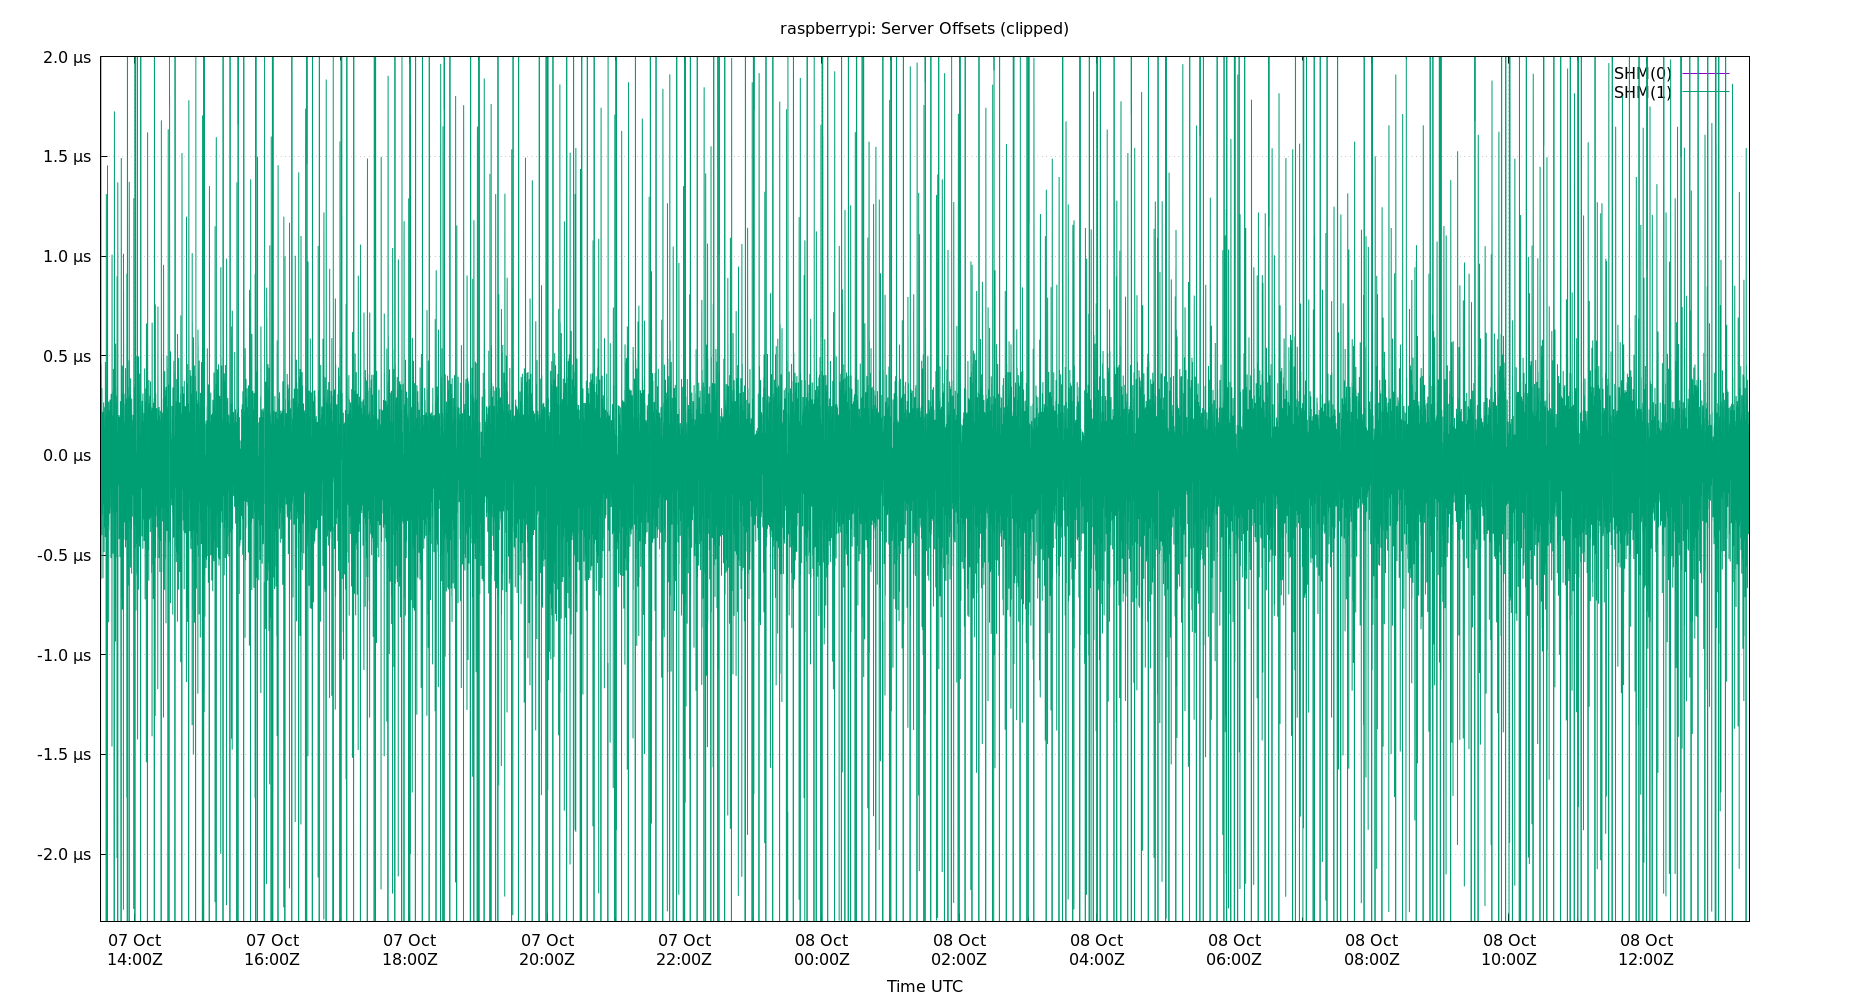 raspberrypi: Server Offsets (clipped)
2.0 µs
1.5 µs
1.0 µs
0.5 µs
0.0 µs
-0.5 µs
-1.0 µs
-1.5 µs
-2.0 µs
SHM(0)
SHM(1)
07 Oct 07 Oct 07 Oct 07 Oct 07 Oct 08 Oct 08 Oct 08 Oct 08 Oct 08 Oct 08 Oct 08 Oct
14:00Z 16:00Z 18:00Z 20:00Z 22:00Z 00:00Z 02:00Z 04:00Z 06:00Z 08:00Z 10:00Z 12:00Z
Time UTC